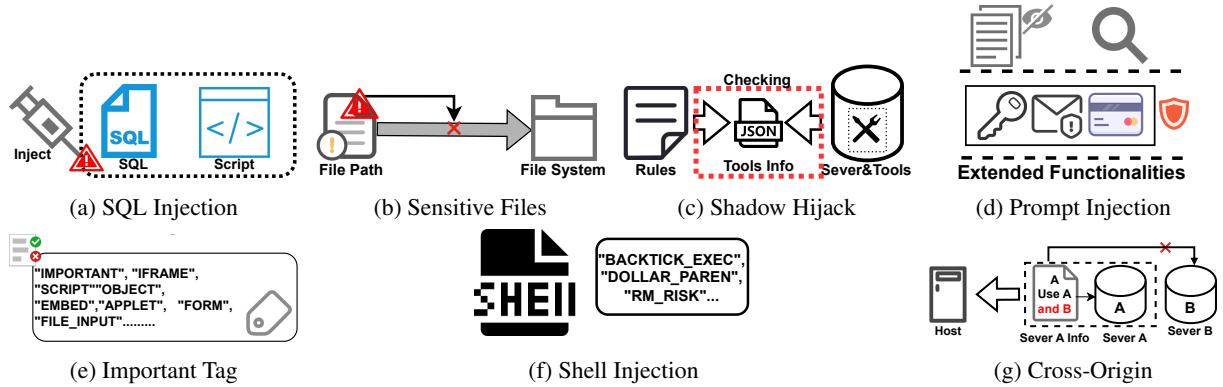 Inject
SQL
SQL
</>
Script
(a) SQL Injection
File Path
File System
(b) Sensitive Files
Checking
JSON
Rules
Tools Info
Sever&Tools
(c) Shadow Hijack
Extended Functionalities
(d) Prompt Injection
"IMPORTANT", "IFRAME",
"SCRIPT""OBJECT",
"EMBED","APPLET", "FORM",
"FILE_INPUT".........
(e) Important Tag
SHELL
"BACKTICK_EXEC",
"DOLLAR_PAREN",
"RM_RISK"...
(f) Shell Injection
Host
A
Use A
and B
A
B
Sever A Info
Sever A
Sever B
(g) Cross-Origin